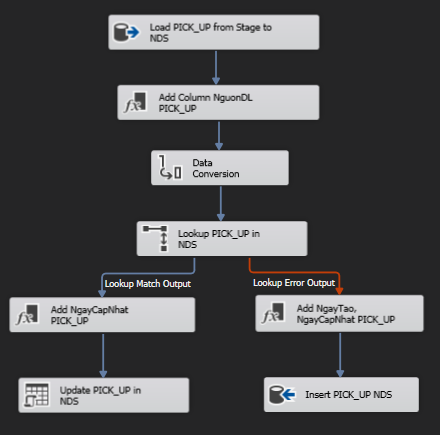 Load PICK_UP from Stage to
NDS
Add Column NguonDL
PICK_UP
Data
Conversion
Lookup PICK_UP in
NDS
Lookup Match Output
Lookup Error Output
Add NgayCapNhat
PICK_UP
Add NgayTao,
NgayCapNhat PICK_UP
Update PICK_UP in
NDS
Insert PICK_UP NDS